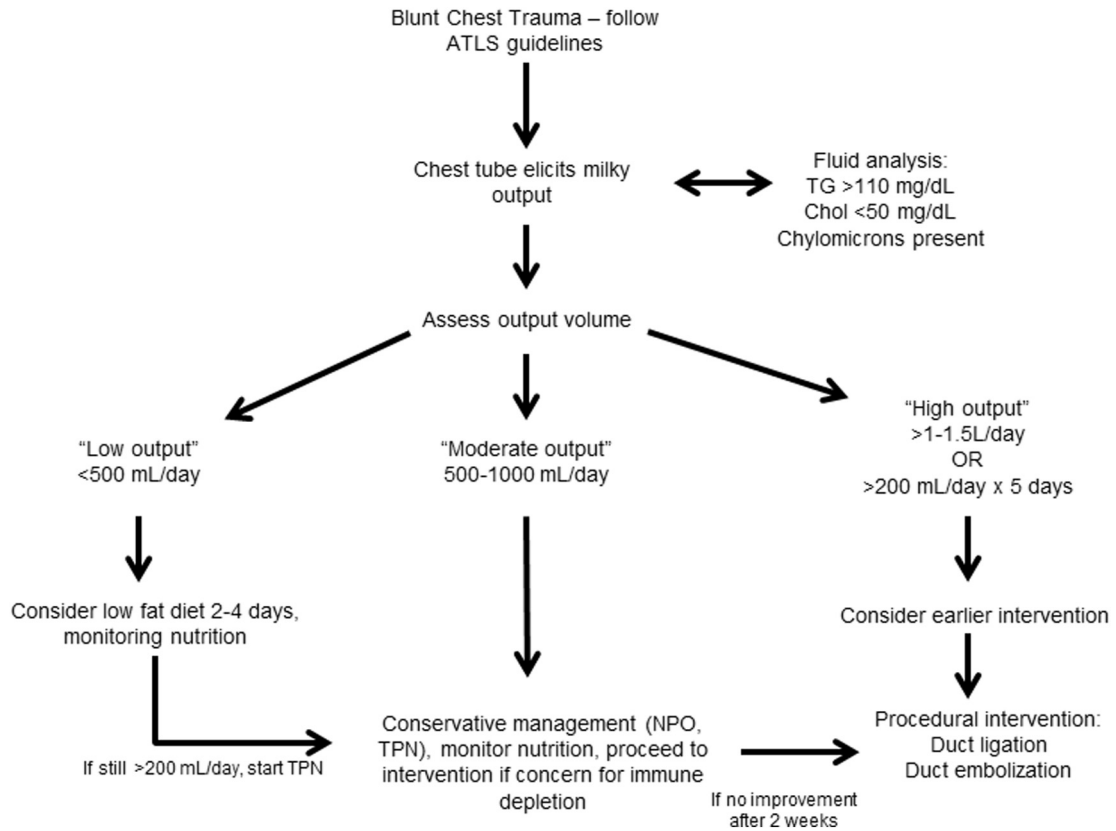 Blunt Chest Trauma – follow
ATLS guidelines
Chest tube elicits milky
output
Fluid analysis:
TG >110 mg/dL
Chol <50 mg/dL
Chylomicrons present
Assess output volume
“Low output”
<500 mL/day
“Moderate output”
500-1000 mL/day
“High output”
>1-1.5L/day
OR
>200 mL/day x 5 days
Consider low fat diet 2-4 days,
monitoring nutrition
Consider earlier intervention
If still >200 mL/day, start TPN
Conservative management (NPO,
TPN), monitor nutrition, proceed to
intervention if concern for immune
depletion
If no improvement
after 2 weeks
Procedural intervention:
Duct ligation
Duct embolization